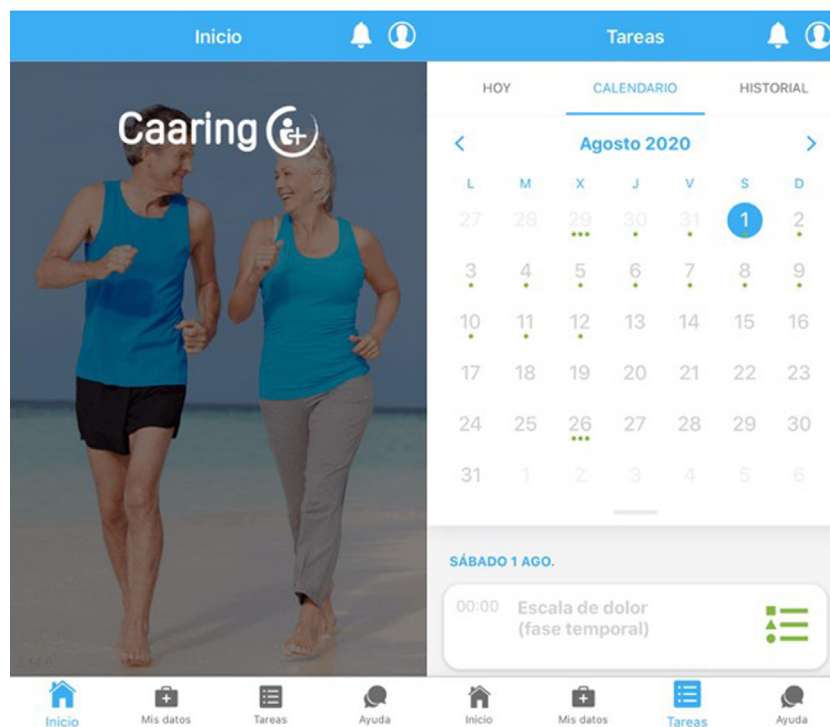 Inicio
Caaring
Inicio
Mis datos
Tareas
Ayuda
Tareas
HOY
CALENDARIO
HISTORIAL
Agosto 2020
L M X J V S D
27 28 29 30 31 1 2
3 4 5 6 7 8 9
10 11 12 13 14 15 16
17 18 19 20 21 22 23
24 25 26 27 28 29 30
31 1 2 3 4 5 6
SÁBADO 1 AGO.
00:00 Escala de dolor
(fase temporal)
Inicio
Mis datos
Tareas
Ayuda